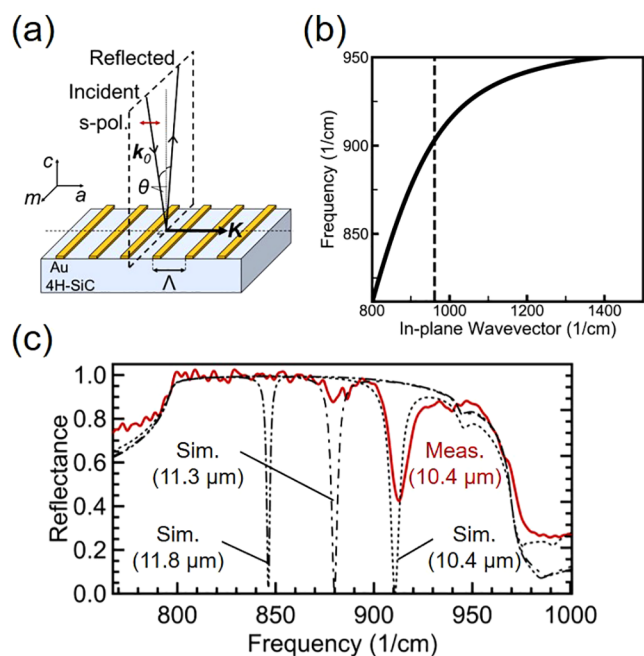 (a)
Reflected
Incident
s-pol.
k0
θ
c
m
a
K
Au
4H-SiC
Λ
(b)
Frequency (1/cm)
950
900
850
800
1000
1200
1400
In-plane Wavevector (1/cm)
(c)
Reflectance
1.0
0.8
0.6
0.4
0.2
0.0
Sim.
(11.3 µm)
Sim.
(11.8 µm)
Meas.
(10.4 µm)
Sim.
(10.4 µm)
800
850
900
950
1000
Frequency (1/cm)